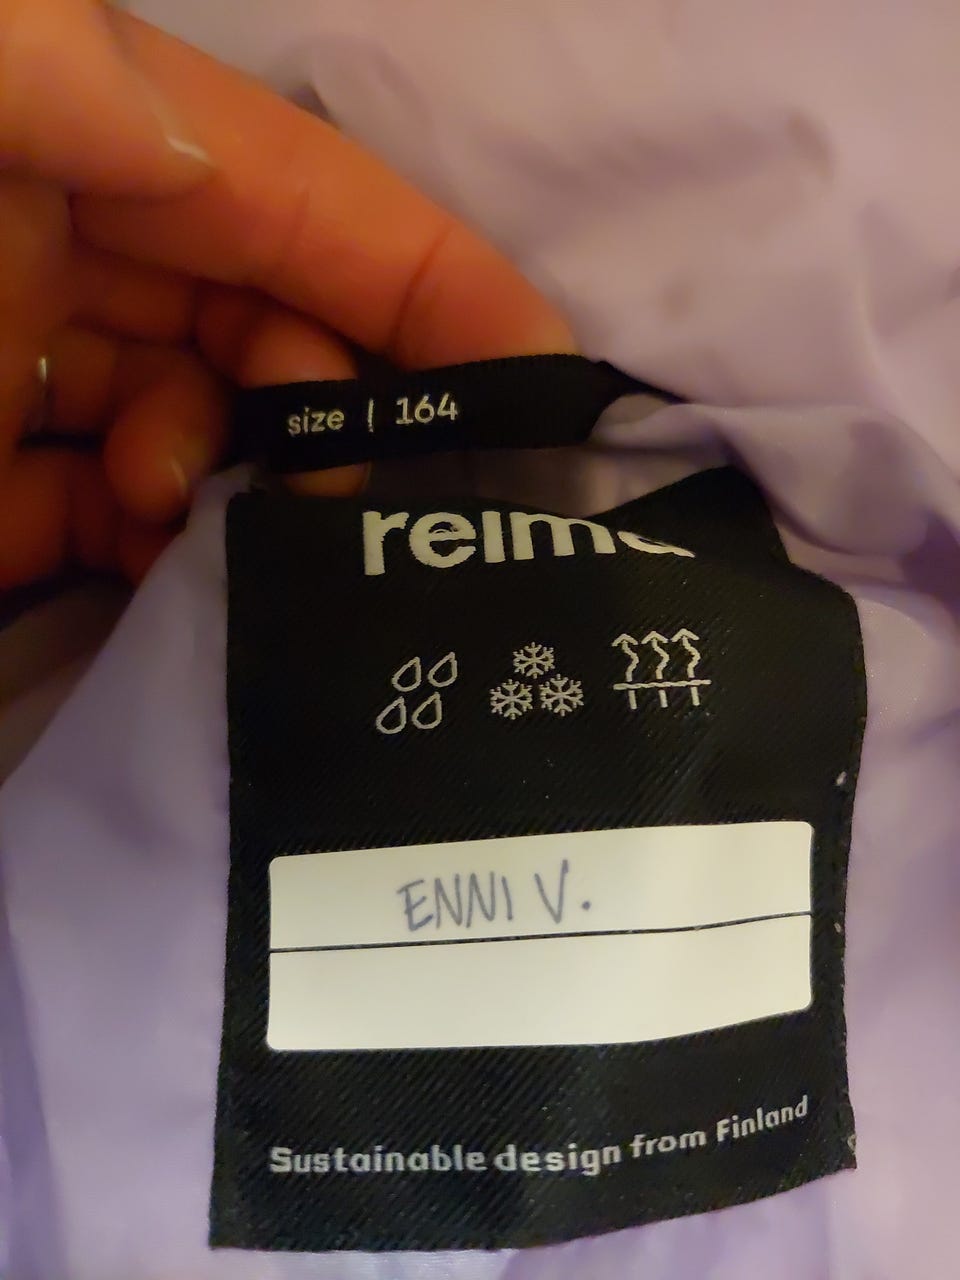 size | 164
reima
ENNI V.
Sustainable design from Finland